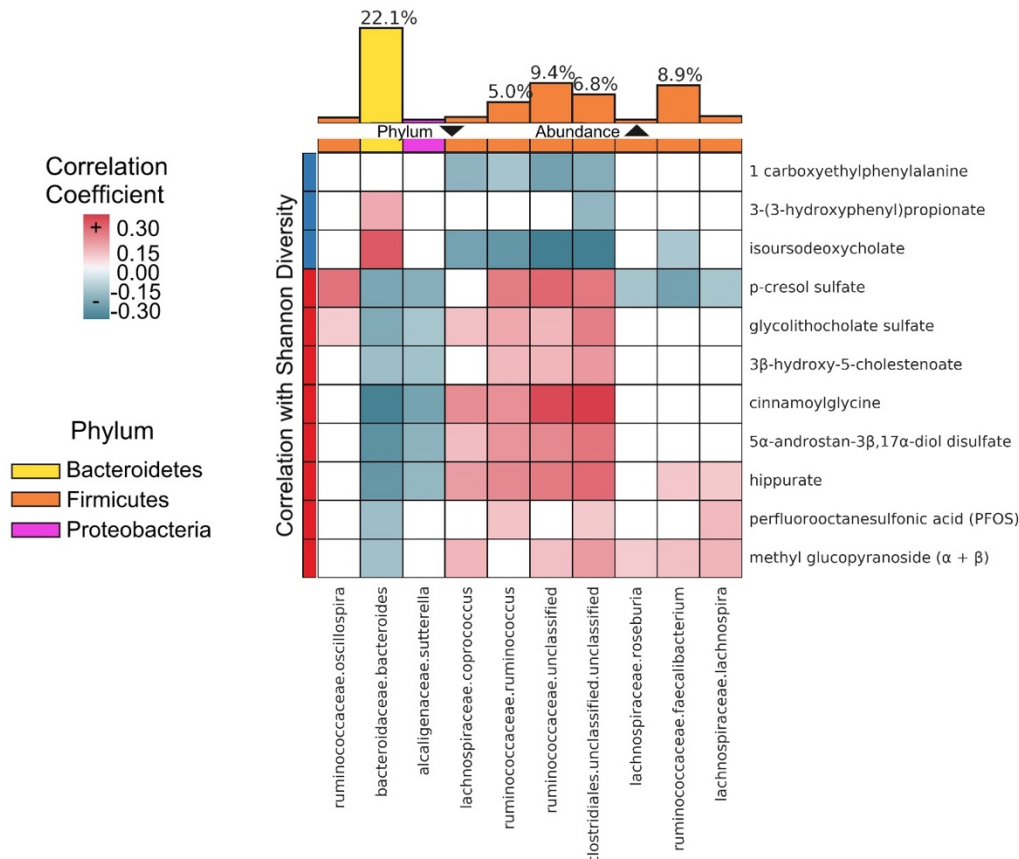 22.1%
9.4%
6.8%
8.9%
5.0%
Phylum
Abundance
Correlation
Coefficient
+ 0.30
0.15
0.00
-0.15
- -0.30
Phylum
Bacteroidetes
Firmicutes
Proteobacteria
Correlation with Shannon Diversity
1 carboxyethylphenylalanine
3-(3-hydroxyphenyl)propionate
isoursodeoxycholate
p-cresol sulfate
glycolithocholate sulfate
3β-hydroxy-5-cholestenoate
cinnamoylglycine
5α-androstan-3β,17α-diol disulfate
hippurate
perfluorooctanesulfonic acid (PFOS)
methyl glucopyranoside (α + β)
ruminococcaceae.oscillospira
bacteroidaceae.bacteroides
alcaligenaceae.sutterella
lachnospiraceae.coprococcus
ruminococcaceae.ruminococcus
ruminococcaceae.unclassified
clostridiales.unclassified.unclassified
lachnospiraceae.roseburia
ruminococcaceae.faecalibacterium
lachnospiraceae.lachnospira